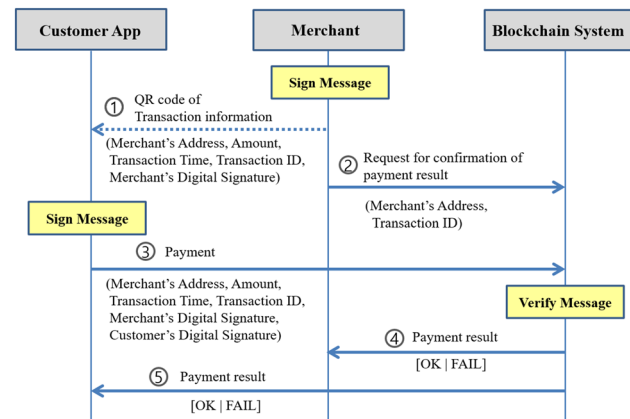 Customer App
Merchant
Blockchain System
Sign Message
① QR code of
Transaction information
(Merchant's Address, Amount,
Transaction Time, Transaction ID,
Merchant's Digital Signature)
② Request for confirmation of
payment result
(Merchant's Address,
Transaction ID)
Sign Message
③ Payment
(Merchant's Address, Amount,
Transaction Time, Transaction ID,
Merchant's Digital Signature,
Customer's Digital Signature)
Verify Message
④ Payment result
[OK | FAIL]
⑤ Payment result
[OK | FAIL]